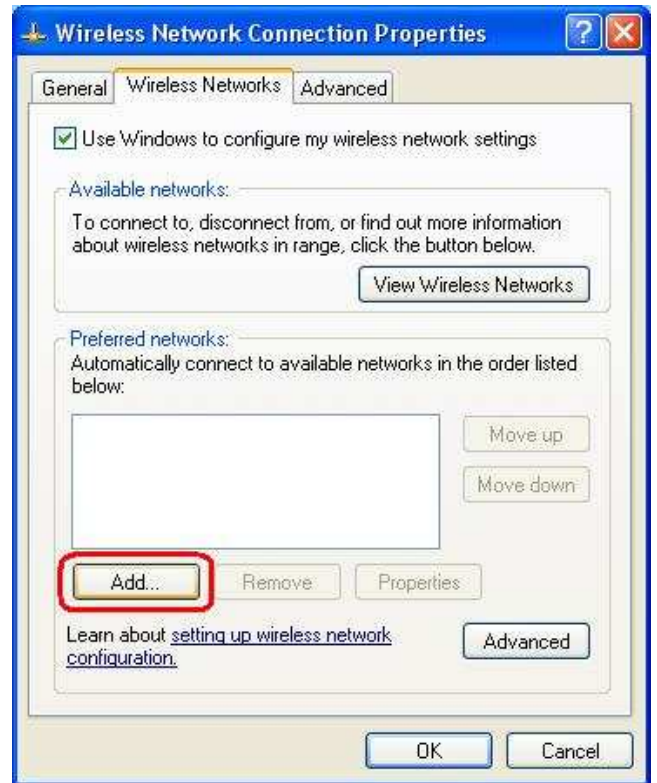 Wireless Network Connection Properties
General Wireless Networks Advanced
Use Windows to configure my wireless network settings
Available networks:
To connect to, disconnect from, or find out more information
about wireless networks in range, click the button below.
View Wireless Networks
Preferred networks:
Automatically connect to available networks in the order listed
below:
Move up
Move down
Add... Remove Properties
Learn about setting up wireless network
configuration.
Advanced
OK Cancel